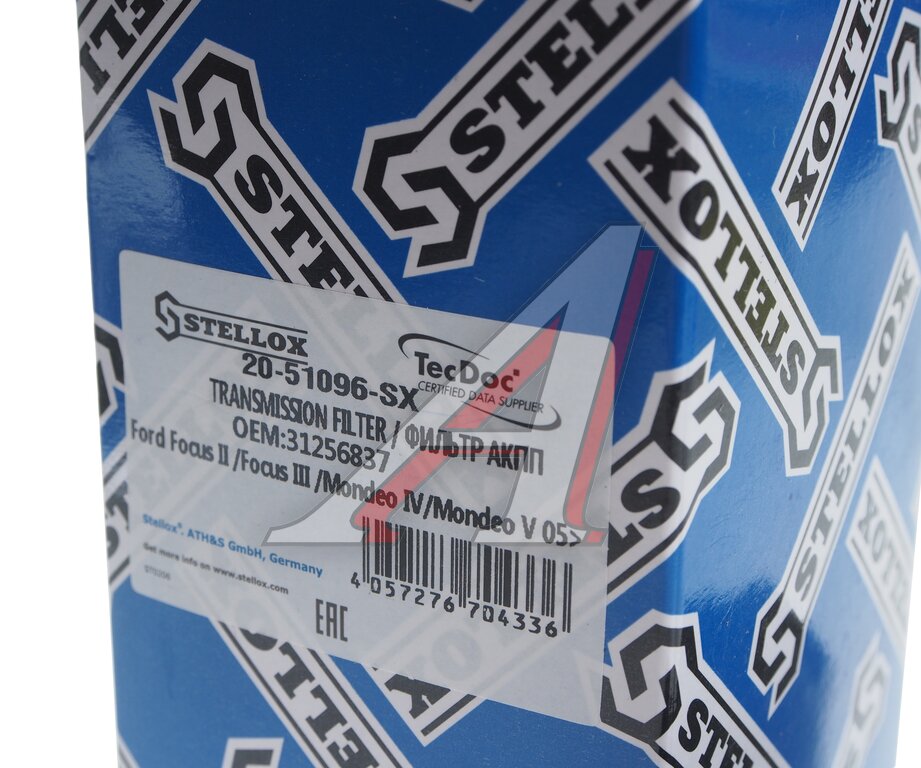 STELLOX
STELLOX
STELLOX
STELLOX
STELLOX
STELLOX
TecDoc
CERTIFIED DATA SUPPLIER
20-51096-SX
TRANSMISSION FILTER / ФИЛЬТР АКПП
OEM:31256837
Ford Focus II /Focus III /Mondeo IV/Mondeo V 05>
Stellox®, ATH&S GmbH, Germany
Get more info on www.stellox.com
4 057276 704336
EAC
STELLOX